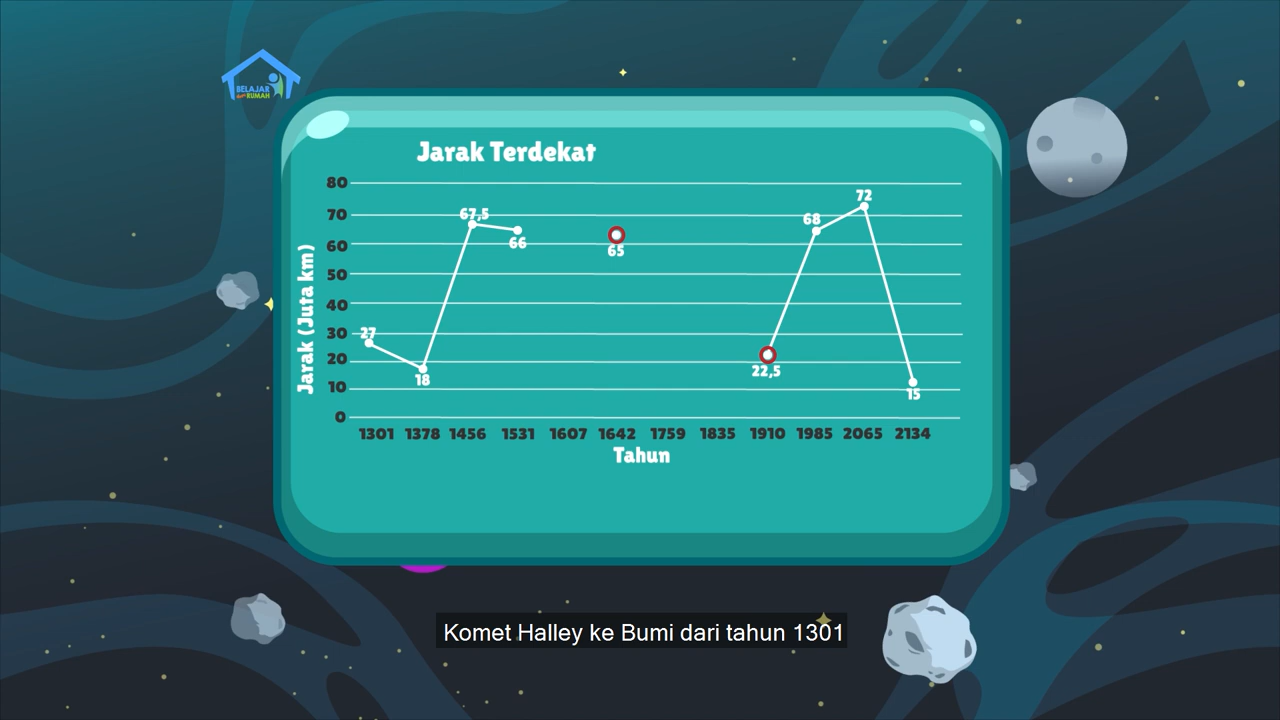 BELAJAR
dari RUMAH
Jarak Terdekat
Jarak (Juta km)
80
70
60
50
40
30
20
10
0
27
18
67,5
66
65
22,5
68
72
15
1301 1378 1456 1531 1607 1642 1759 1835 1910 1985 2065 2134
Tahun
Komet Halley ke Bumi dari tahun 1301